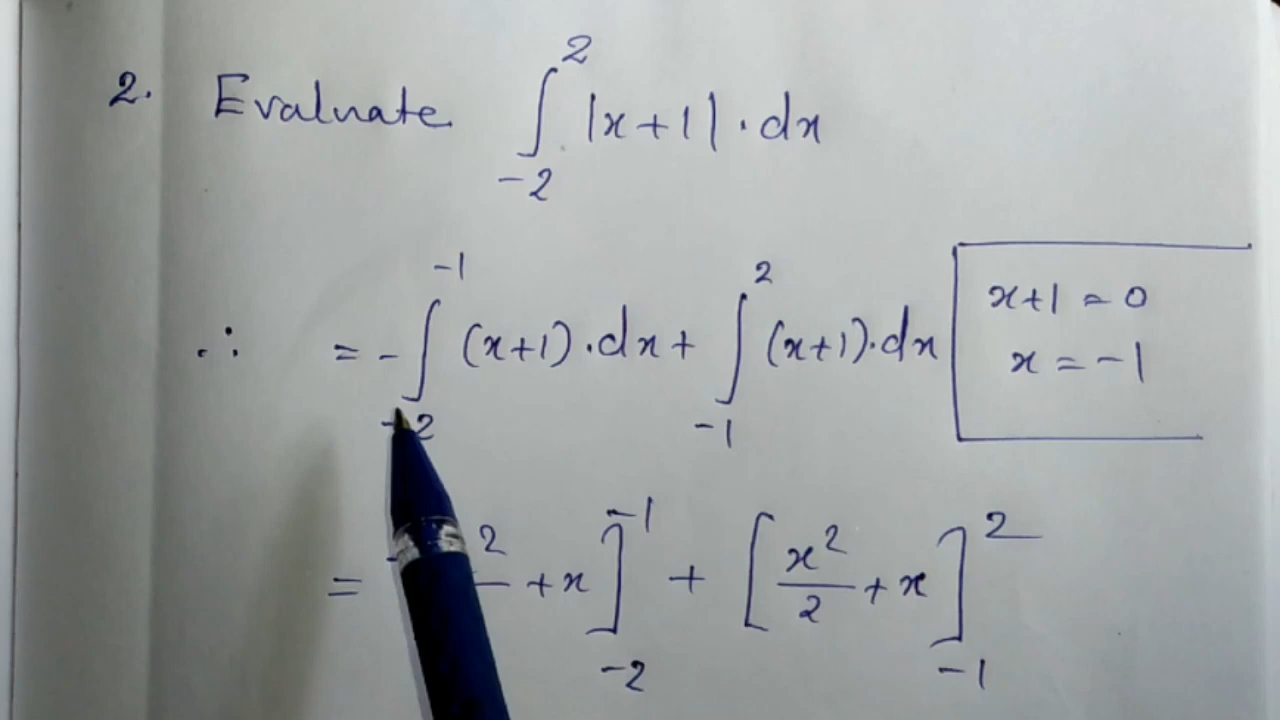 2. Evaluate ∫_{-2}^{2} |x+1|·dx
∴ = -∫_{-2}^{-1} (x+1)·dx + ∫_{-1}^{2} (x+1)·dx
x+1 = 0
x = -1
= 2 +x]_{-2}^{-1} + [x²/2 + x]_{-1}^{2}